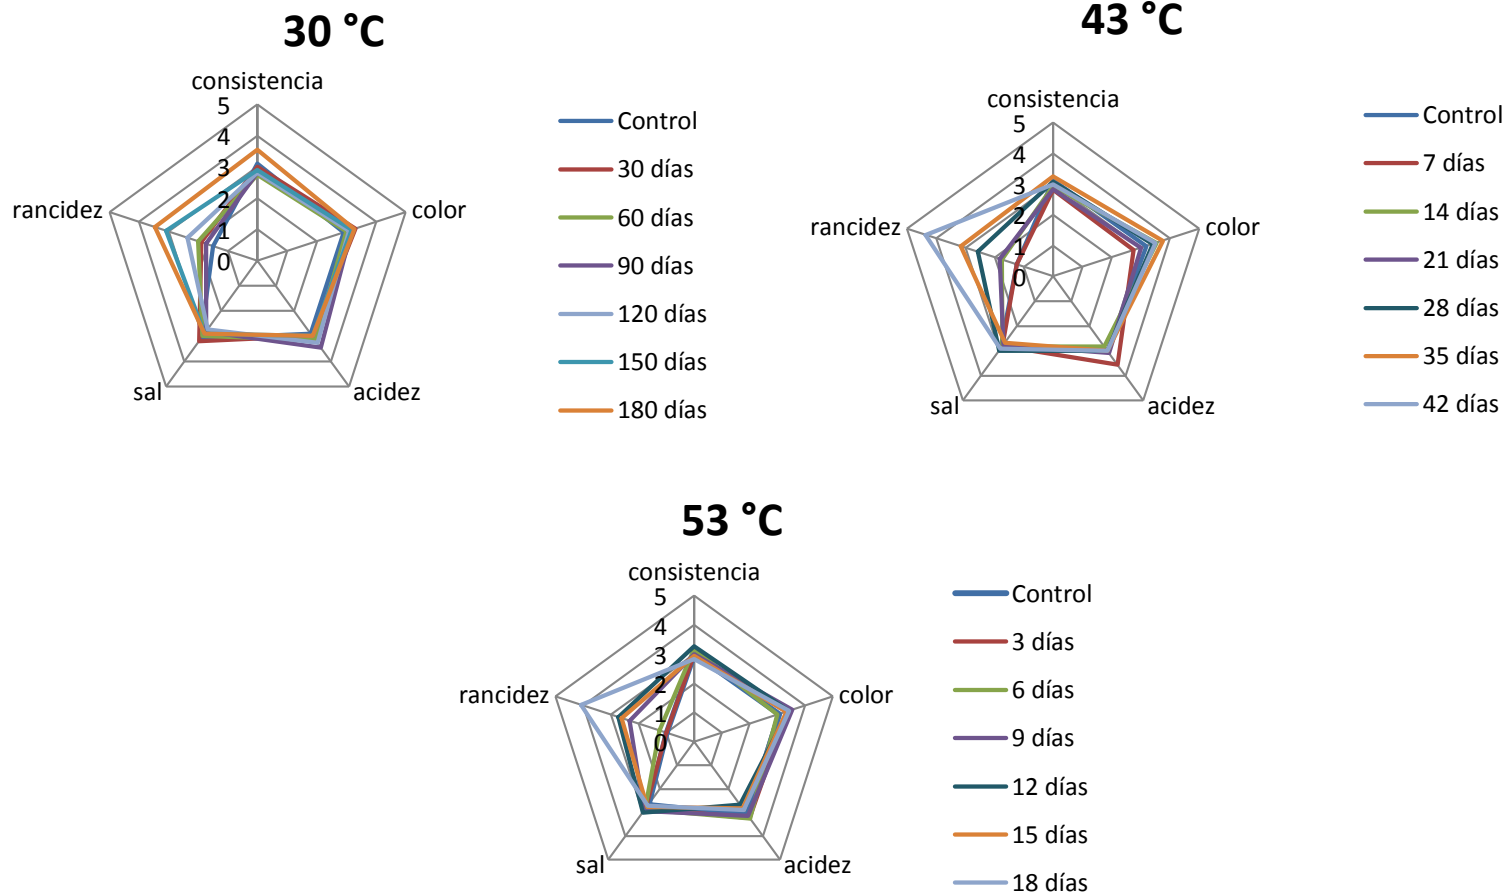 30 °C
consistencia
5
4
3
2
1
0
rancidez
color
sal
acidez
Control
30 días
60 días
90 días
120 días
150 días
180 días
43 °C
consistencia
5
4
3
2
1
0
rancidez
color
sal
acidez
Control
7 días
14 días
21 días
28 días
35 días
42 días
53 °C
consistencia
5
4
3
2
1
0
rancidez
color
sal
acidez
Control
3 días
6 días
9 días
12 días
15 días
18 días